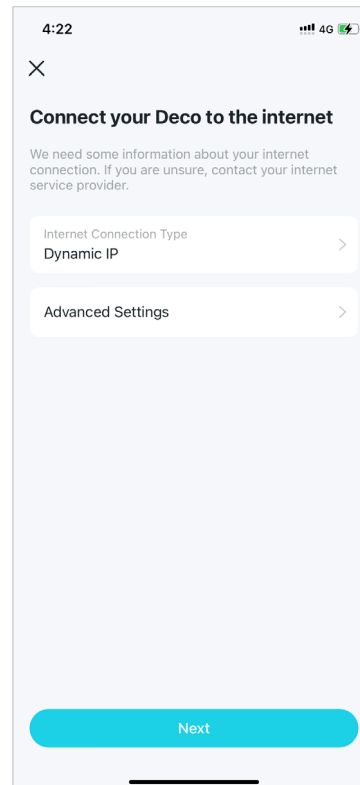 4:22
4G
Connect your Deco to the internet
We need some information about your internet
connection. If you are unsure, contact your internet
service provider.
Internet Connection Type
Dynamic IP
Advanced Settings
Next